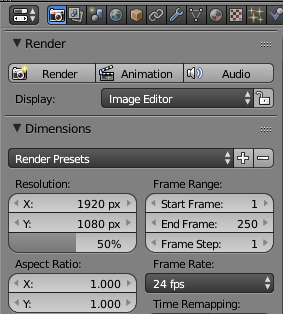 Render
Render Animation Audio
Display: Image Editor
Dimensions
Render Presets
Resolution: Frame Range:
X: 1920 px Start Frame: 1
Y: 1080 px End Frame: 250
50% Frame Step: 1
Aspect Ratio: Frame Rate:
X: 1.000 24 fps
Y: 1.000 Time Remapping: